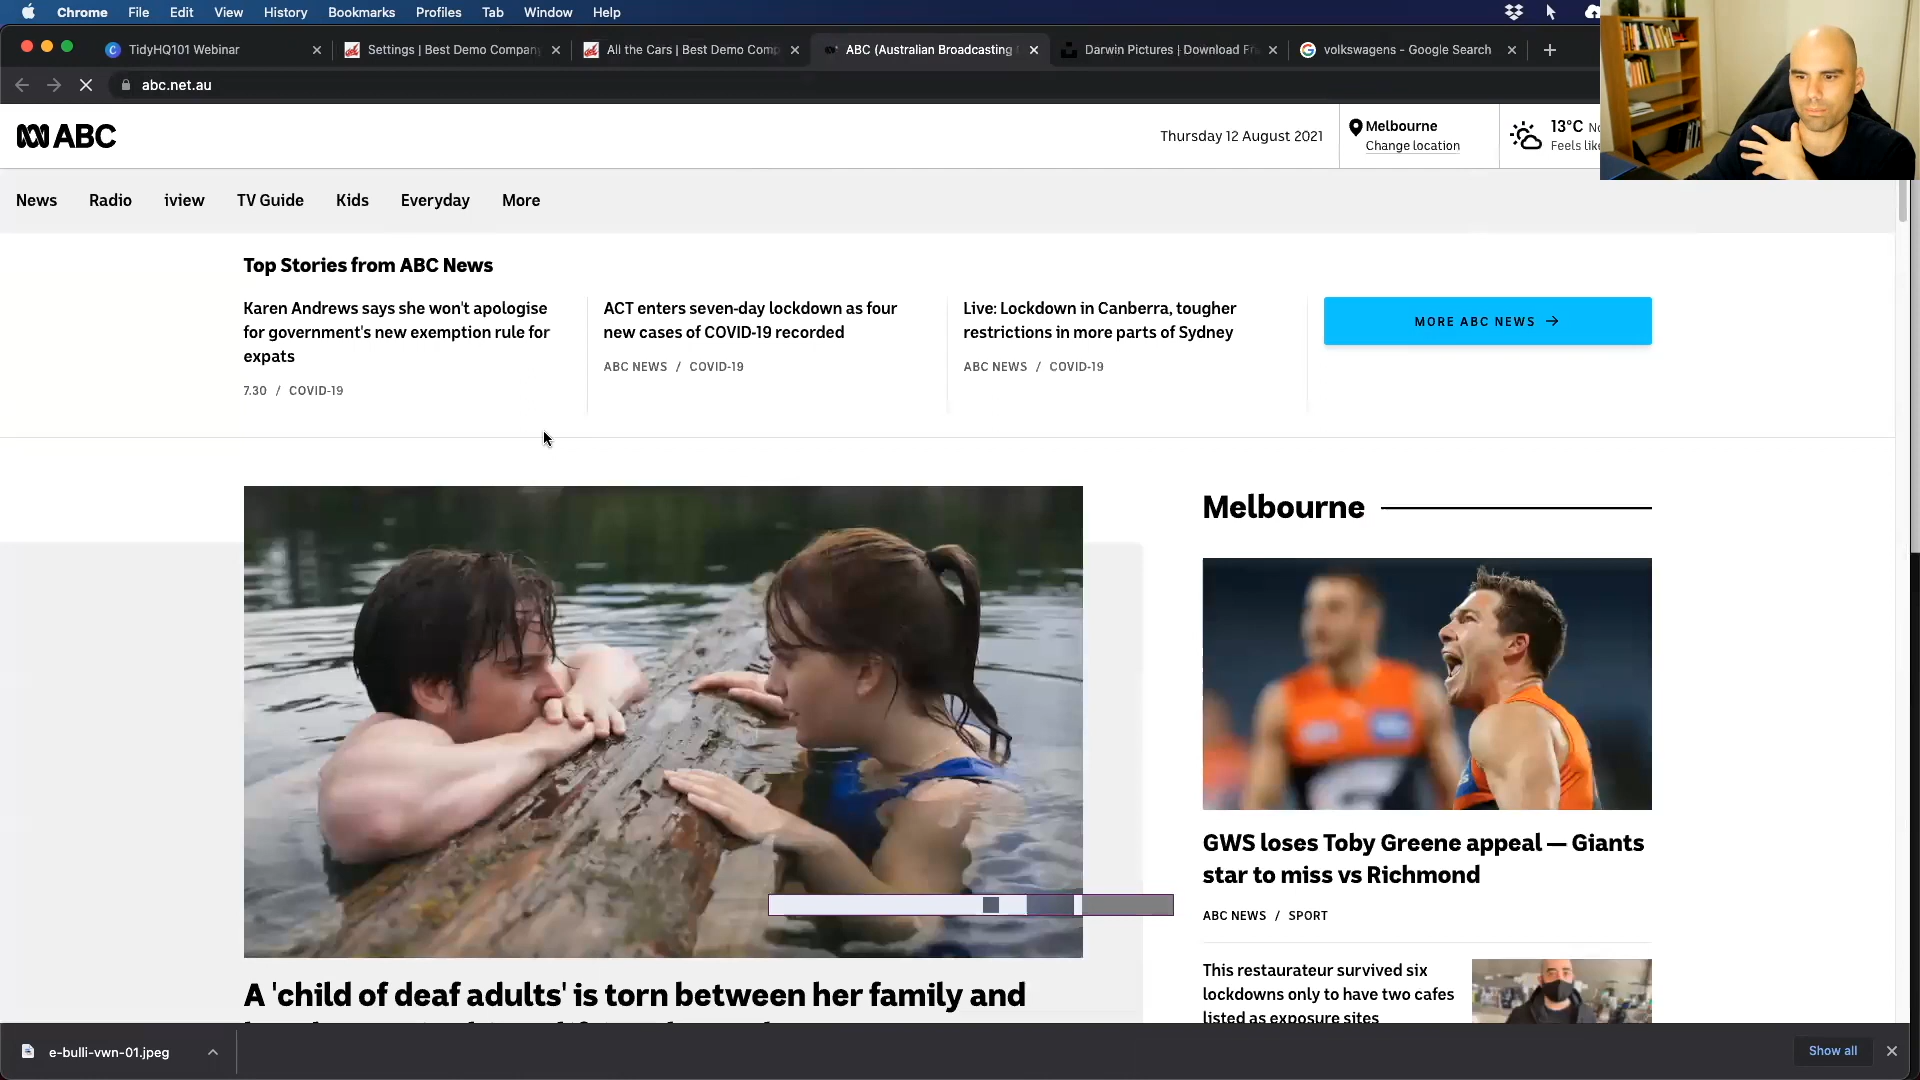 Chrome File Edit View History Bookmarks Profiles Tab Window Help
TidyHQ101 Webinar
Settings | Best Demo Company
All the Cars | Best Demo Comp
ABC (Australian Broadcasting
Darwin Pictures | Download Fr
volkswagens - Google Search
abc.net.au
ABC
Thursday 12 August 2021
Melbourne
Change location
13°C
Feels like
News Radio iview TV Guide Kids Everyday More
Top Stories from ABC News
Karen Andrews says she won't apologise
for government's new exemption rule for
expats
7.30 / COVID-19
ACT enters seven-day lockdown as four
new cases of COVID-19 recorded
ABC NEWS / COVID-19
Live: Lockdown in Canberra, tougher
restrictions in more parts of Sydney
ABC NEWS / COVID-19
MORE ABC NEWS →
A 'child of deaf adults' is torn between her family and
Melbourne
GWS loses Toby Greene appeal — Giants
star to miss vs Richmond
ABC NEWS / SPORT
This restaurateur survived six
lockdowns only to have two cafes
listed as exposure sites
e-bulli-vwn-01.jpeg
Show all